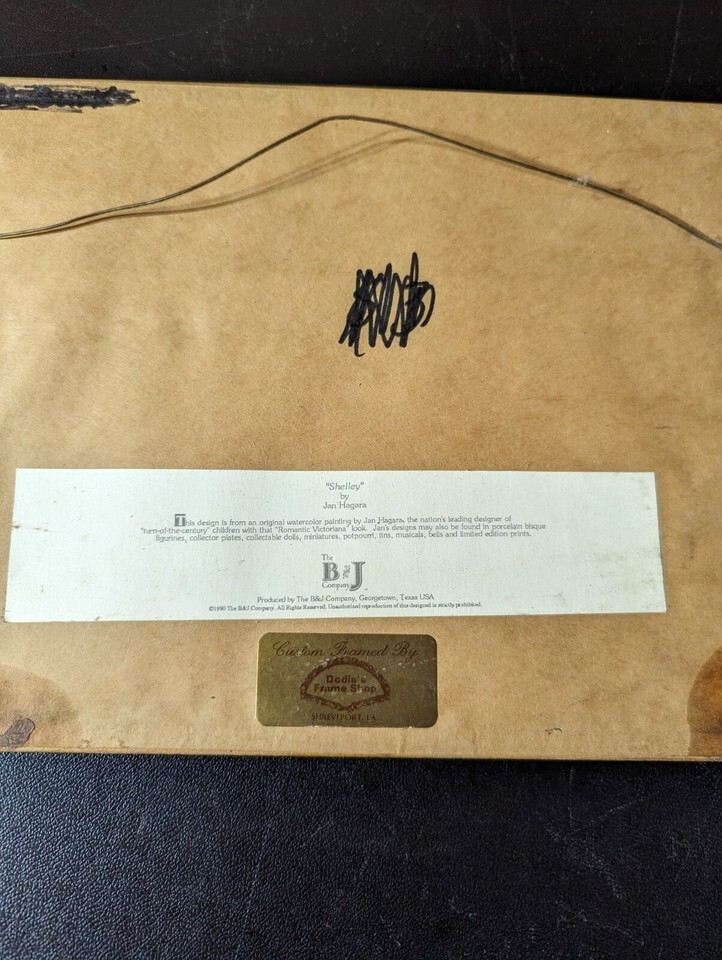 "Shelley"
by
Jan Hagara
This design is from an original watercolor painting by Jan Hagara, the nation's leading designer of
"turn-of-the-century" children with that "Romantic Victoriana" look. Jan's designs may also be found in porcelain bisque
figurines, collector plates, collectable dolls, miniatures, potpourri, tins, musicals, bells and limited edition prints.
The
B&J
Company
Produced by The B&J Company, Georgetown, Texas USA
©1990 The B&J Company. All Rights Reserved. Unauthorized reproduction of this designed is strictly prohibited.
Custom Framed By
Dodie's
Frame Shop
SHREVEPORT, LA